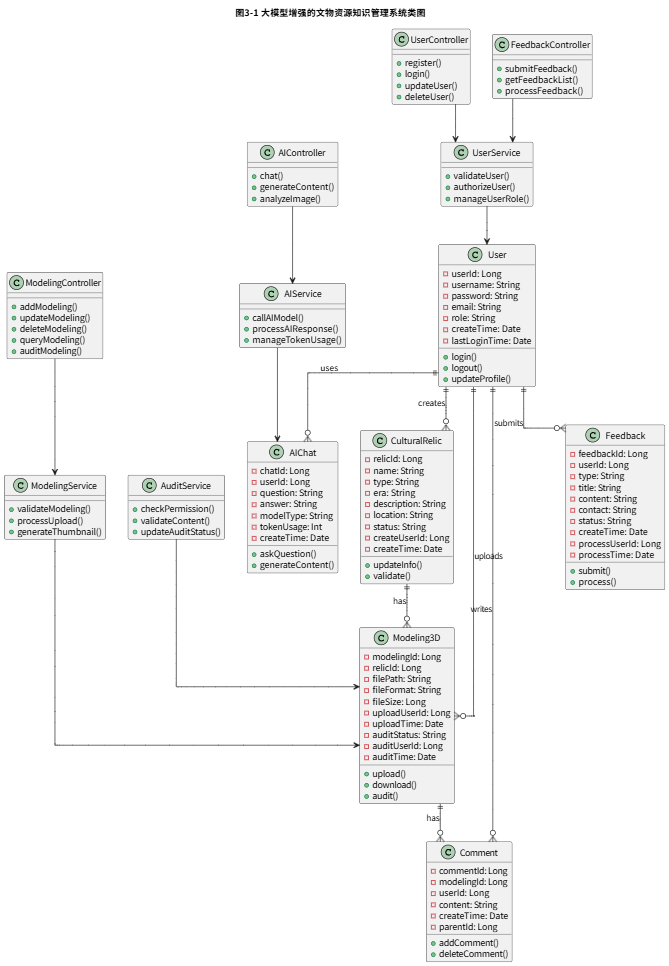 图3-1 大模型增强的文物资源知识管理系统类图
C UserController
register()
login()
updateUser()
deleteUser()
C FeedbackController
submitFeedback()
getFeedbackList()
processFeedback()
C AIController
chat()
generateContent()
analyzeImage()
C UserService
validateUser()
authorizeUser()
manageUserRole()
C User
userId: Long
username: String
password: String
email: String
role: String
createTime: Date
lastLoginTime: Date
login()
logout()
updateProfile()
C ModelingController
addModeling()
updateModeling()
deleteModeling()
queryModeling()
auditModeling()
C AIService
callAIModel()
processAIResponse()
manageTokenUsage()
uses
creates
submits
C AIChat
chatId: Long
userId: Long
question: String
answer: String
modelType: String
tokenUsage: Int
createTime: Date
askQuestion()
generateContent()
C CulturalRelic
relicId: Long
name: String
type: String
era: String
description: String
location: String
status: String
createUserId: Long
createTime: Date
updateInfo()
validate()
C Feedback
feedbackId: Long
userId: Long
type: String
title: String
content: String
contact: String
status: String
createTime: Date
processUserId: Long
processTime: Date
submit()
process()
C ModelingService
validateModeling()
processUpload()
generateThumbnail()
C AuditService
checkPermission()
validateContent()
updateAuditStatus()
uploads
has
writes
C Modeling3D
modelingId: Long
relicId: Long
filePath: String
fileFormat: String
fileSize: Long
uploadUserId: Long
uploadTime: Date
auditStatus: String
auditUserId: Long
auditTime: Date
upload()
download()
audit()
has
C Comment
commentId: Long
modelingId: Long
userId: Long
content: String
createTime: Date
parentId: Long
addComment()
deleteComment()